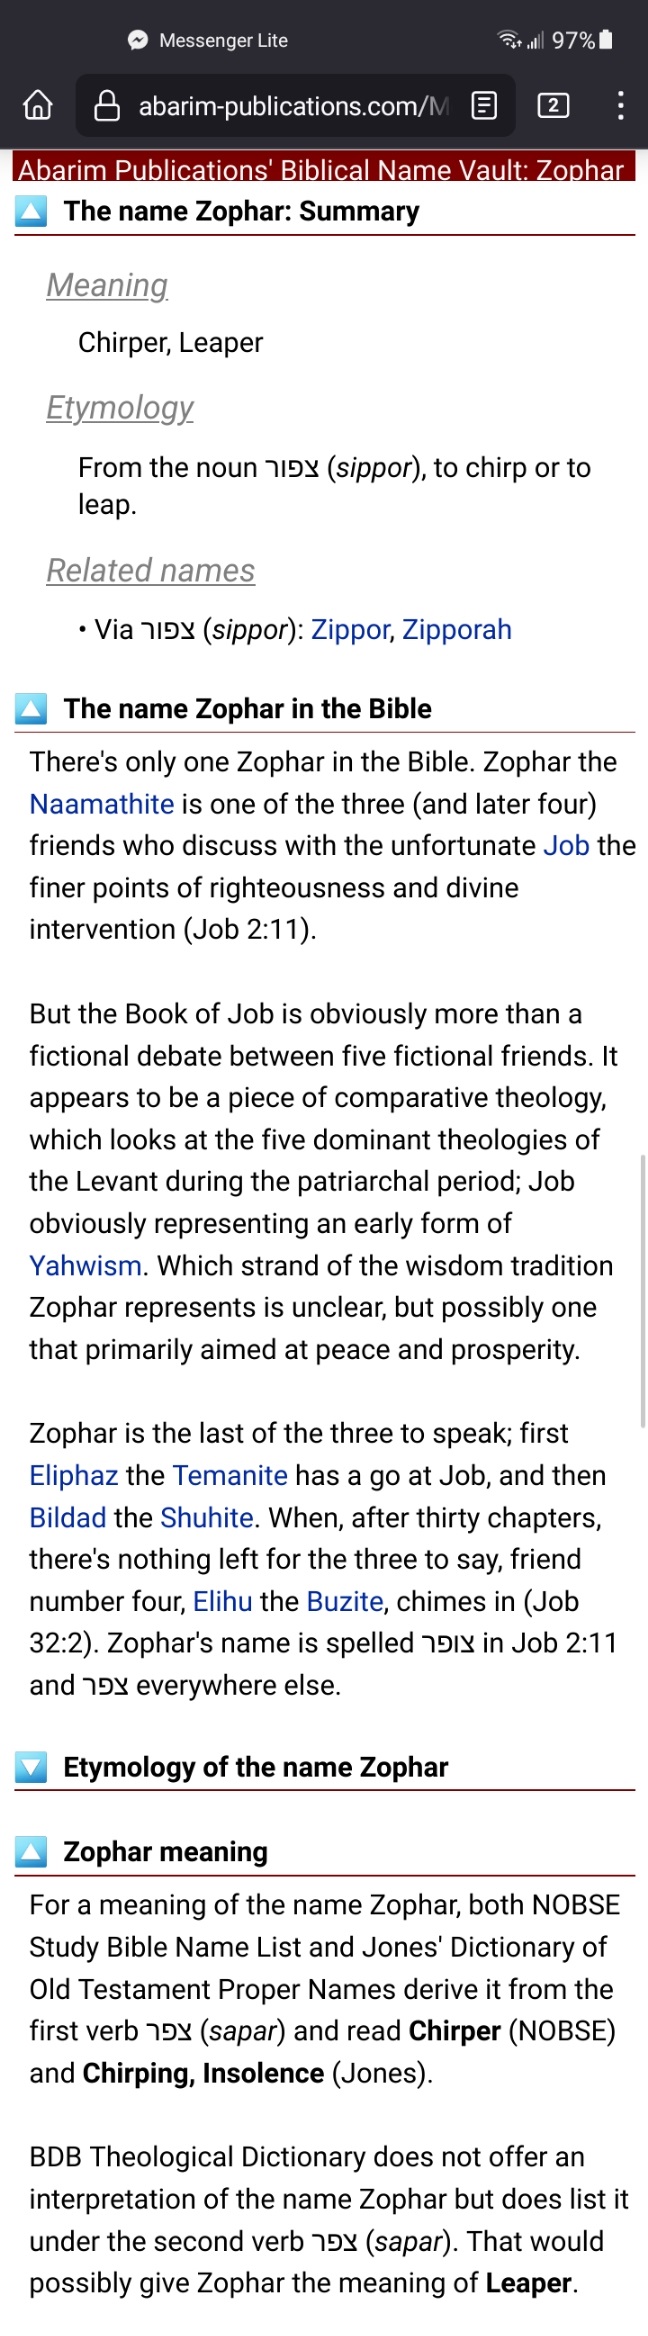 Messenger Lite
97%
abarim-publications.com/M
2
Abarim Publications' Biblical Name Vault: Zophar
The name Zophar: Summary
Meaning
Chirper, Leaper
Etymology
From the noun צפור (sippor), to chirp or to
leap.
Related names
• Via צפור (sippor): Zippor, Zipporah
The name Zophar in the Bible
There's only one Zophar in the Bible. Zophar the
Naamathite is one of the three (and later four)
friends who discuss with the unfortunate Job the
finer points of righteousness and divine
intervention (Job 2:11).
But the Book of Job is obviously more than a
fictional debate between five fictional friends. It
appears to be a piece of comparative theology,
which looks at the five dominant theologies of
the Levant during the patriarchal period; Job
obviously representing an early form of
Yahwism. Which strand of the wisdom tradition
Zophar represents is unclear, but possibly one
that primarily aimed at peace and prosperity.
Zophar is the last of the three to speak; first
Eliphaz the Temanite has a go at Job, and then
Bildad the Shuhite. When, after thirty chapters,
there's nothing left for the three to say, friend
number four, Elihu the Buzite, chimes in (Job
32:2). Zophar's name is spelled צופר in Job 2:11
and צפר everywhere else.
Etymology of the name Zophar
Zophar meaning
For a meaning of the name Zophar, both NOBSE
Study Bible Name List and Jones' Dictionary of
Old Testament Proper Names derive it from the
first verb צפר (sapar) and read Chirper (NOBSE)
and Chirping, Insolence (Jones).
BDB Theological Dictionary does not offer an
interpretation of the name Zophar but does list it
under the second verb צפר (sapar). That would
possibly give Zophar the meaning of Leaper.